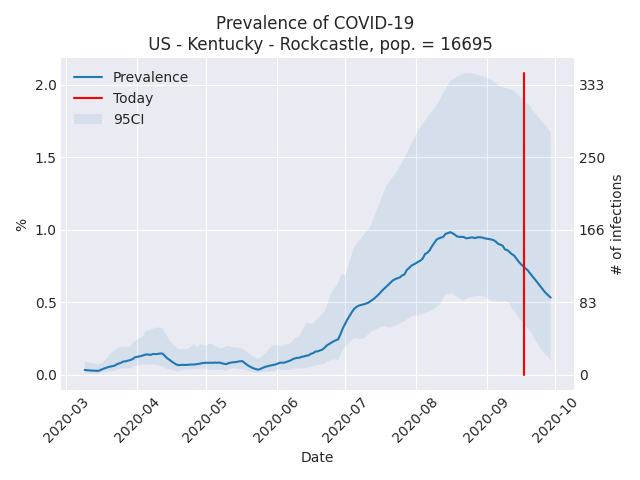 Prevalence of COVID-19
US - Kentucky - Rockcastle, pop. = 16695
Prevalence
Today
95CI
2.0
1.5
1.0
0.5
0.0
%
333
250
166
83
0
# of infections
2020-03
2020-04
2020-05
2020-06
2020-07
2020-08
2020-09
2020-10
Date